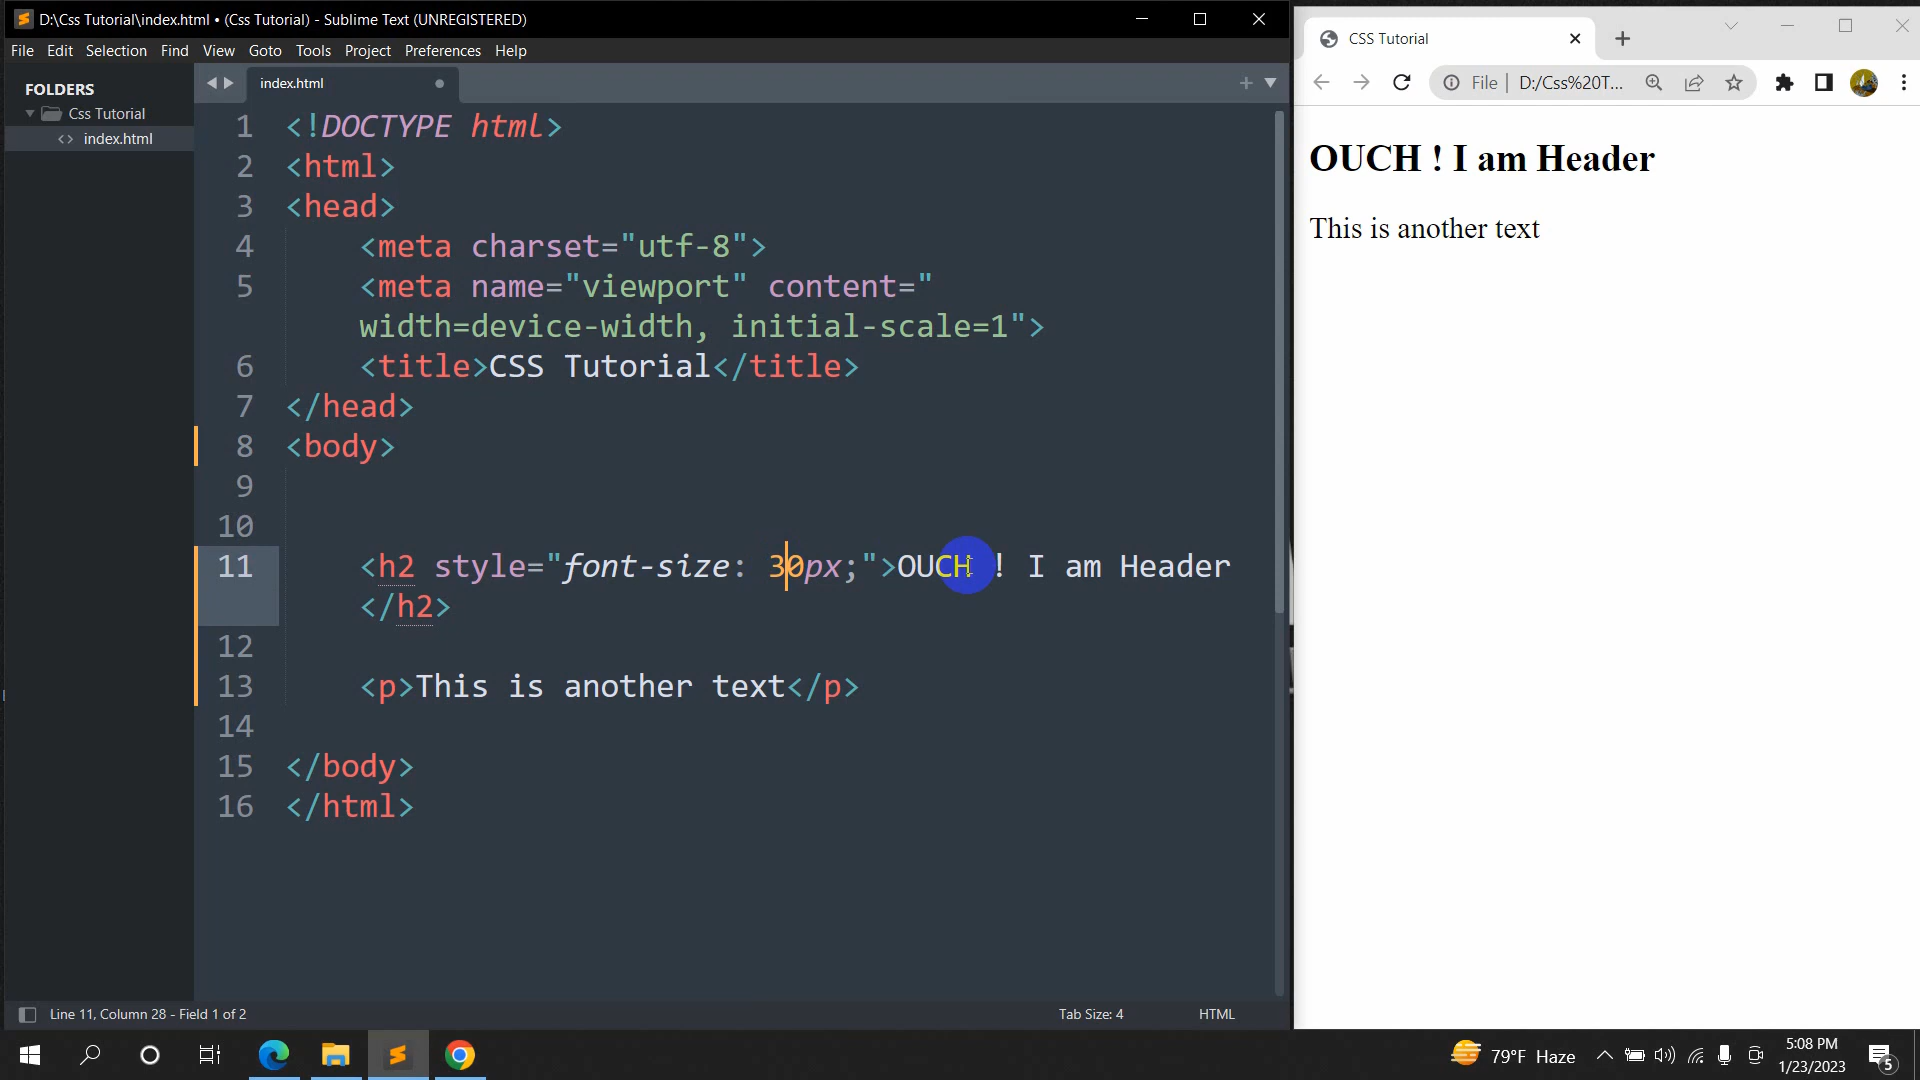 D:\Css Tutorial\index.html • (Css Tutorial) - Sublime Text (UNREGISTERED)
File Edit Selection Find View Goto Tools Project Preferences Help
FOLDERS
Css Tutorial
<> index.html
index.html
1 <!DOCTYPE html>
2 <html>
3 <head>
4 <meta charset="utf-8">
5 <meta name="viewport" content="
width=device-width, initial-scale=1">
6 <title>CSS Tutorial</title>
7 </head>
8 <body>
9
10
11 <h2 style="font-size: 30px;">OUCH ! I am Header
</h2>
12
13 <p>This is another text</p>
14
15 </body>
16 </html>
Line 11, Column 28 - Field 1 of 2
Tab Size: 4
HTML
CSS Tutorial
File | D:/Css%20T...
OUCH ! I am Header
This is another text
79°F Haze
5:08 PM
1/23/2023
5